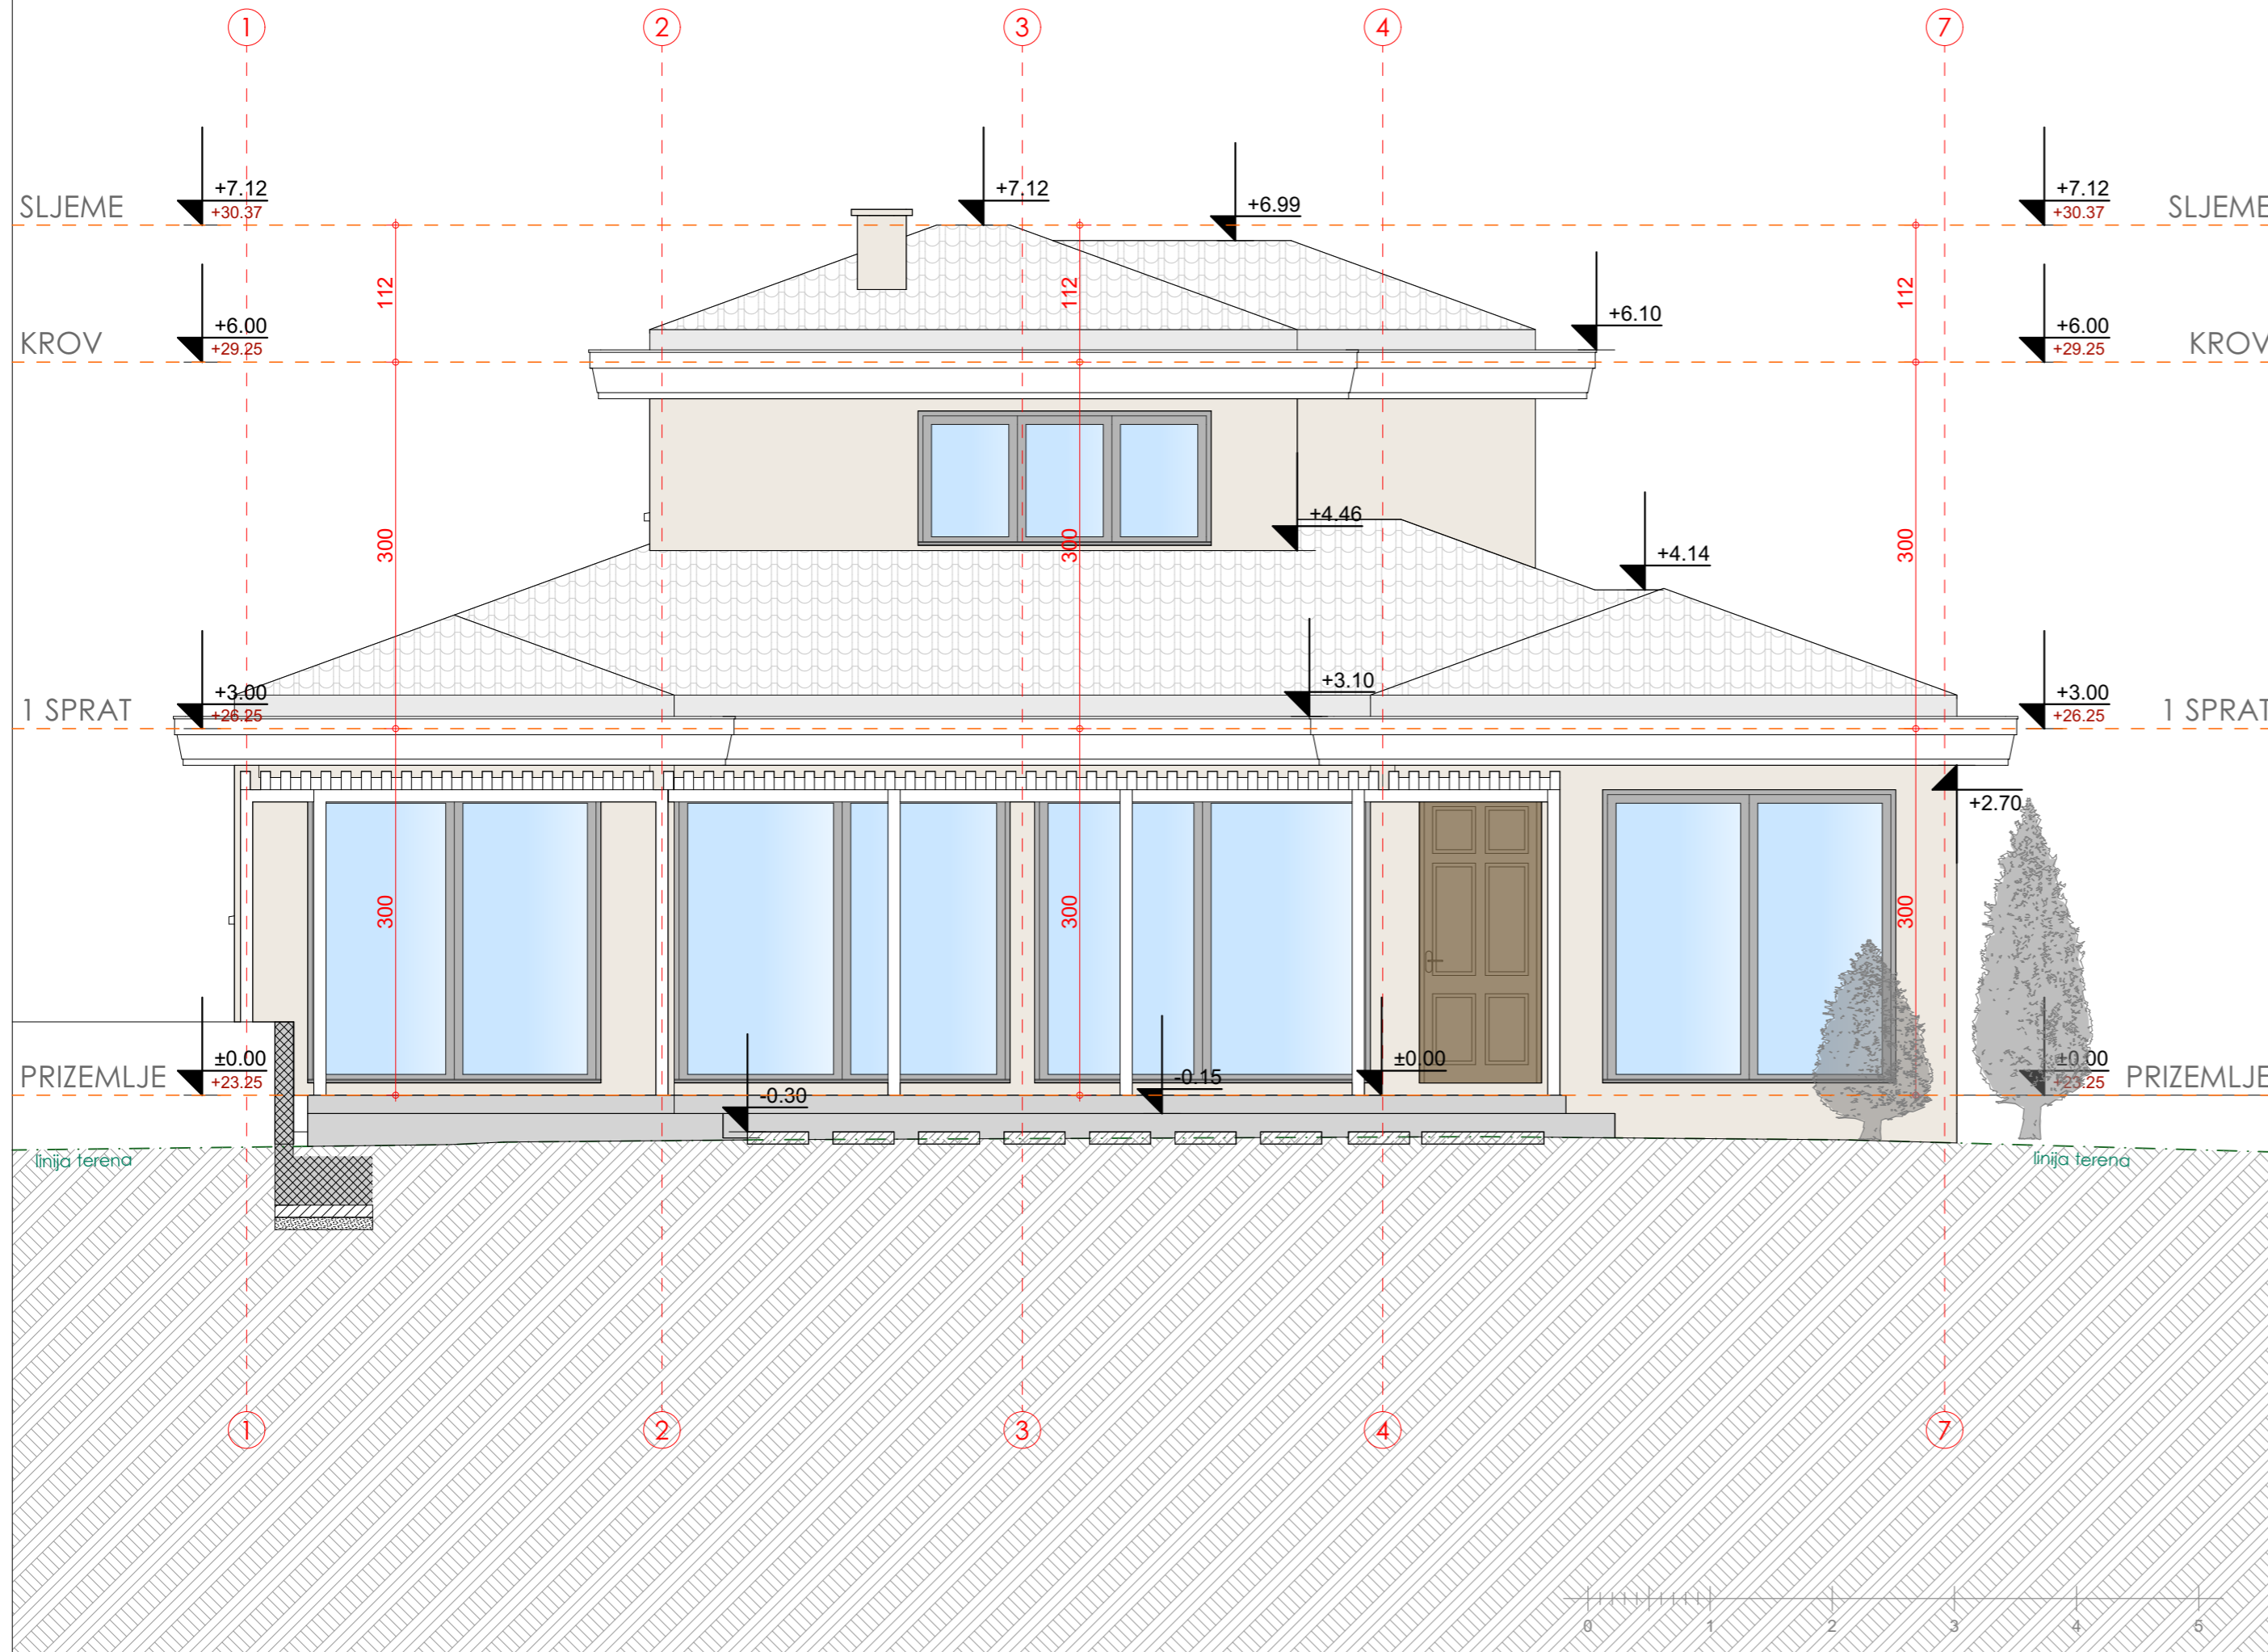 1 2 3 4 7
+7.12 +7.12 +6.99 +7.12
SLJEME +30.37 +30.37 SLJEME
112 112 112
+6.00 +6.10 +6.00
KROV +29.25 +29.25 KROV
+4.46
300 300 300
+4.14
+3.00 +3.10 +3.00
1 SPRAT +26.25 +26.25 1 SPRAT
+2.70
300 300 300
±0.00 ±0.00 ±0.00
PRIZEMLJE +23.25 -0.15 +23.25 PRIZEMLJE
-0.30
linija terena linija terena
1 2 3 4 7
0 1 2 3 4 5